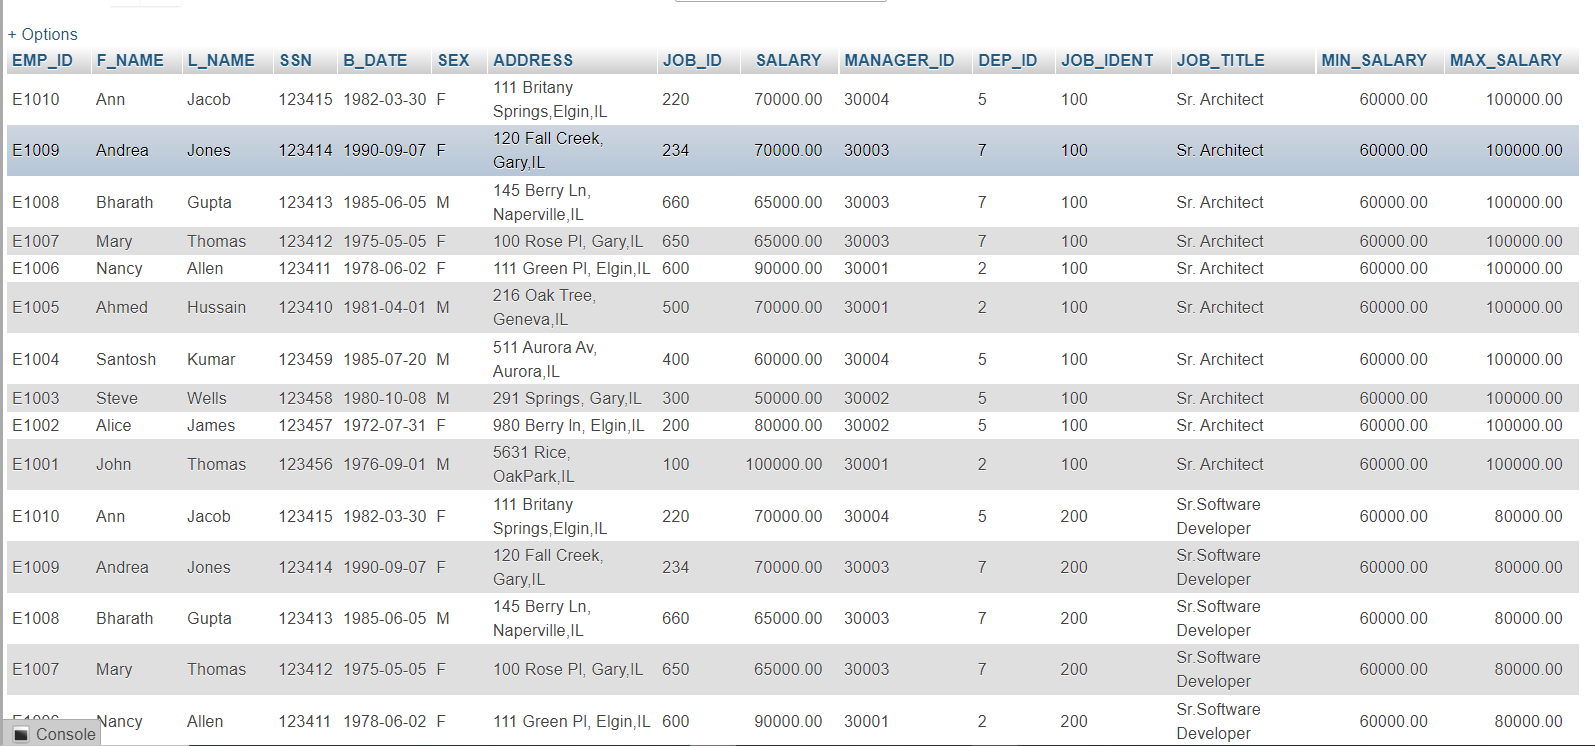 + Options
EMP_ID F_NAME L_NAME SSN B_DATE SEX ADDRESS JOB_ID SALARY MANAGER_ID DEP_ID JOB_IDENT JOB_TITLE MIN_SALARY MAX_SALARY
E1010 Ann Jacob 123415 1982-03-30 F 111 Britany Springs,Elgin,IL 220 70000.00 30004 5 100 Sr. Architect 60000.00 100000.00
E1009 Andrea Jones 123414 1990-09-07 F 120 Fall Creek, Gary,IL 234 70000.00 30003 7 100 Sr. Architect 60000.00 100000.00
E1008 Bharath Gupta 123413 1985-06-05 M 145 Berry Ln, Naperville,IL 660 65000.00 30003 7 100 Sr. Architect 60000.00 100000.00
E1007 Mary Thomas 123412 1975-05-05 F 100 Rose Pl, Gary,IL 650 65000.00 30003 7 100 Sr. Architect 60000.00 100000.00
E1006 Nancy Allen 123411 1978-06-02 F 111 Green Pl, Elgin,IL 600 90000.00 30001 2 100 Sr. Architect 60000.00 100000.00
E1005 Ahmed Hussain 123410 1981-04-01 M 216 Oak Tree, Geneva,IL 500 70000.00 30001 2 100 Sr. Architect 60000.00 100000.00
E1004 Santosh Kumar 123459 1985-07-20 M 511 Aurora Av, Aurora,IL 400 60000.00 30004 5 100 Sr. Architect 60000.00 100000.00
E1003 Steve Wells 123458 1980-10-08 M 291 Springs, Gary,IL 300 50000.00 30002 5 100 Sr. Architect 60000.00 100000.00
E1002 Alice James 123457 1972-07-31 F 980 Berry ln, Elgin,IL 200 80000.00 30002 5 100 Sr. Architect 60000.00 100000.00
E1001 John Thomas 123456 1976-09-01 M 5631 Rice, OakPark,IL 100 100000.00 30001 2 100 Sr. Architect 60000.00 100000.00
E1010 Ann Jacob 123415 1982-03-30 F 111 Britany Springs,Elgin,IL 220 70000.00 30004 5 200 Sr.Software Developer 60000.00 80000.00
E1009 Andrea Jones 123414 1990-09-07 F 120 Fall Creek, Gary,IL 234 70000.00 30003 7 200 Sr.Software Developer 60000.00 80000.00
E1008 Bharath Gupta 123413 1985-06-05 M 145 Berry Ln, Naperville,IL 660 65000.00 30003 7 200 Sr.Software Developer 60000.00 80000.00
E1007 Mary Thomas 123412 1975-05-05 F 100 Rose Pl, Gary,IL 650 65000.00 30003 7 200 Sr.Software Developer 60000.00 80000.00
Nancy Allen 123411 1978-06-02 F 111 Green Pl, Elgin,IL 600 90000.00 30001 2 200 Sr.Software Developer 60000.00 80000.00
Console